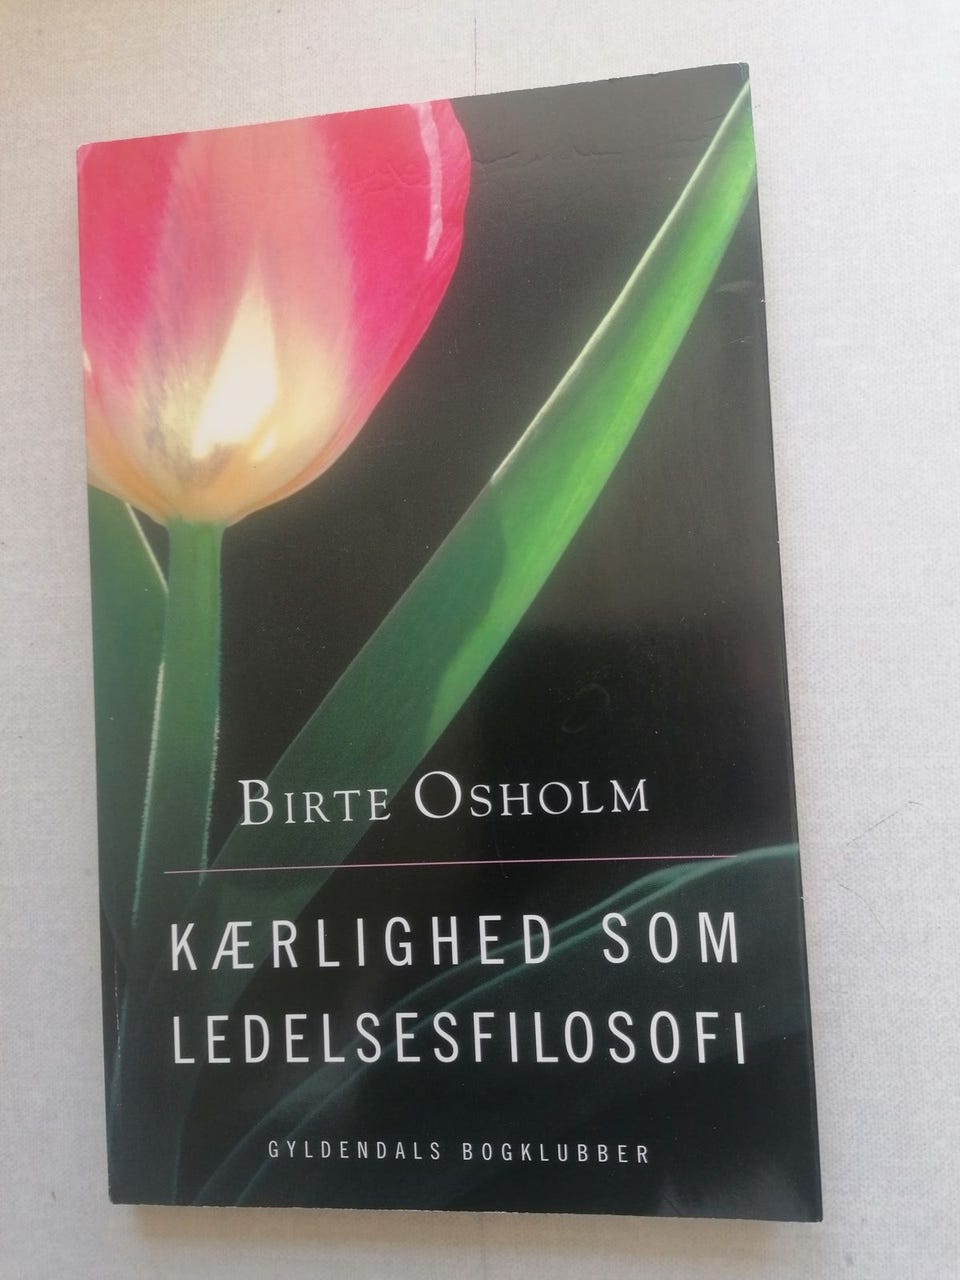 BIRTE OSHOLM
KÆRLIGHED SOM
LEDELSESFILOSOFI
GYLDENDALS BOGKLUBBER